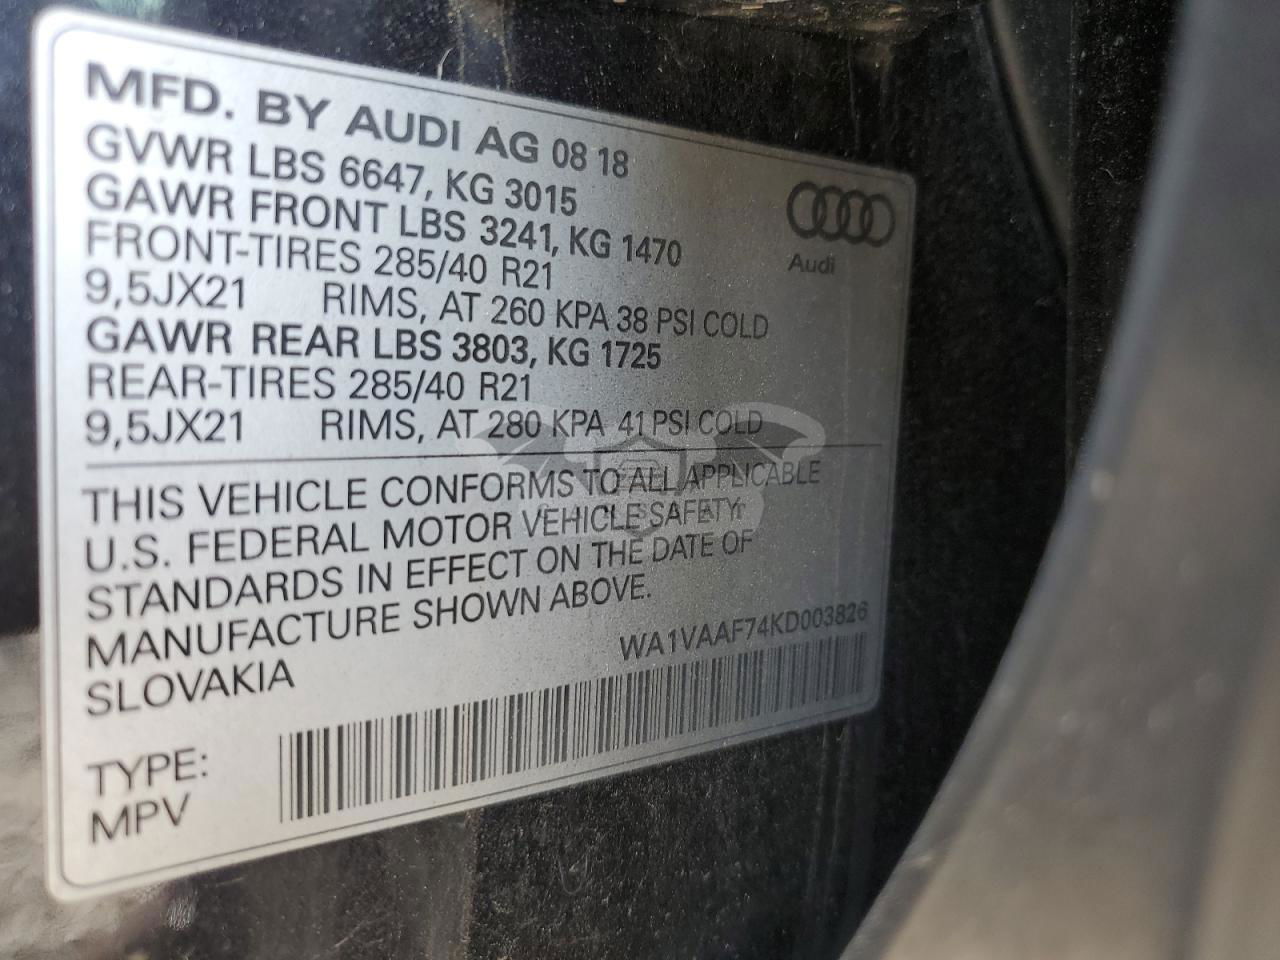 MFD. BY AUDI AG 08 18
GVWR LBS 6647, KG 3015
GAWR FRONT LBS 3241, KG 1470
FRONT-TIRES 285/40 R21
9,5JX21 RIMS, AT 260 KPA 38 PSI COLD
GAWR REAR LBS 3803, KG 1725
REAR-TIRES 285/40 R21
9,5JX21 RIMS, AT 280 KPA 41 PSI COLD
Audi
THIS VEHICLE CONFORMS TO ALL APPLICABLE
U.S. FEDERAL MOTOR VEHICLE SAFETY
STANDARDS IN EFFECT ON THE DATE OF
MANUFACTURE SHOWN ABOVE.
SLOVAKIA
WA1VAAF74KD003826
TYPE:
MPV